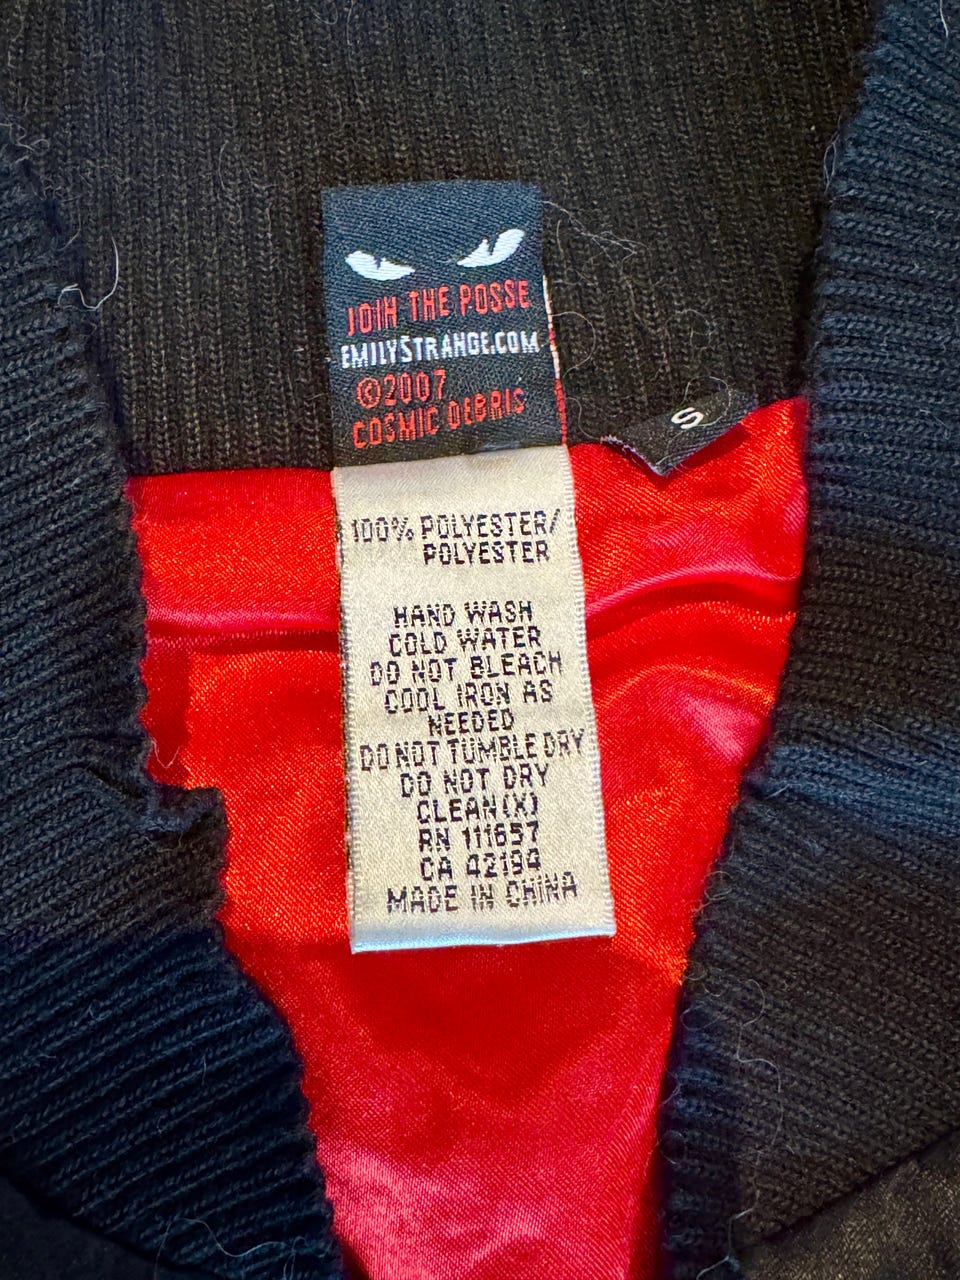 JOIN THE POSSE
EMILYSTRANGE.COM
©2007
COSMIC DEBRIS
S
100% POLYESTER/
POLYESTER
HAND WASH
COLD WATER
DO NOT BLEACH
COOL IRON AS
NEEDED
DO NOT TUMBLE DRY
DO NOT DRY
CLEAN(X)
RN 111657
CA 42194
MADE IN CHINA